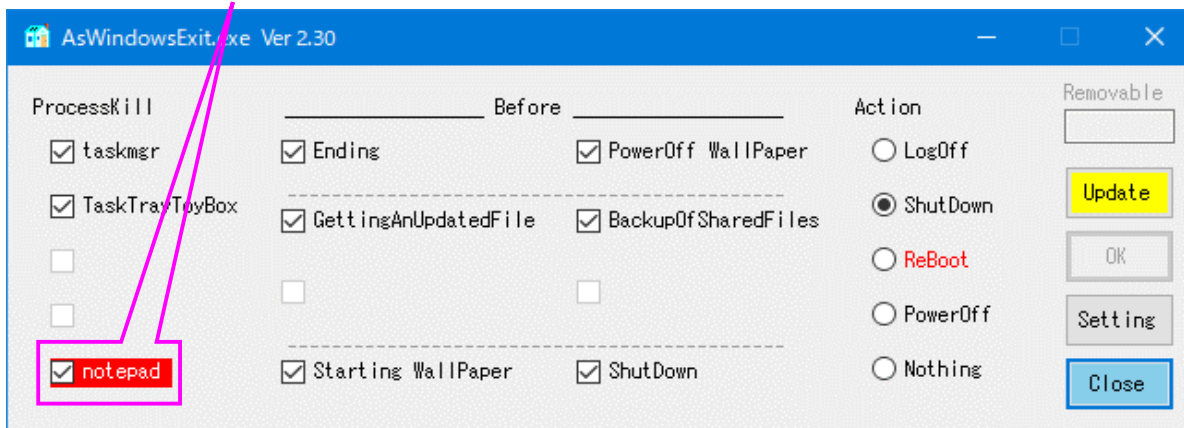 AsWindowsExit.exe Ver 2.30
Removable
ProcessKill Before Action
taskmgr Ending PowerOff WallPaper LogOff
TaskTrayToyBox GettingAnUpdatedFile BackupOfSharedFiles ShutDown Update
ReBoot OK
PowerOff Setting
notepad Starting WallPaper ShutDown Nothing Close